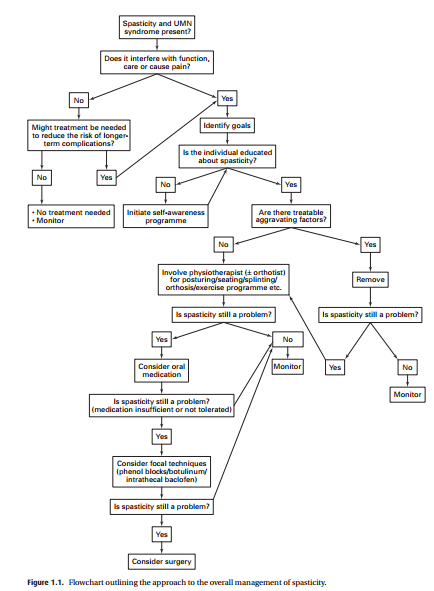 Spasticity and UMN
syndrome present?
Does it interfere with function,
care or cause pain?
No
Yes
Might treatment be needed
to reduce the risk of longer-
term complications?
Identify goals
Is the individual educated
about spasticity?
No
Yes
No
Yes
• No treatment needed
• Monitor
Initiate self-awareness
programme
Are there treatable
aggravating factors?
No
Yes
Involve physiotherapist (± orthotist)
for posturing/seating/splinting/
orthosis/exercise programme etc.
Remove
Is spasticity still a problem?
Is spasticity still a problem?
Yes
No
Consider oral
medication
Monitor
Yes
No
Monitor
Is spasticity still a problem?
(medication insufficient or not tolerated)
Yes
Consider focal techniques
(phenol blocks/botulinum/
intrathecal baclofen)
Is spasticity still a problem?
Yes
Consider surgery
Figure 1.1. Flowchart outlining the approach to the overall management of spasticity.